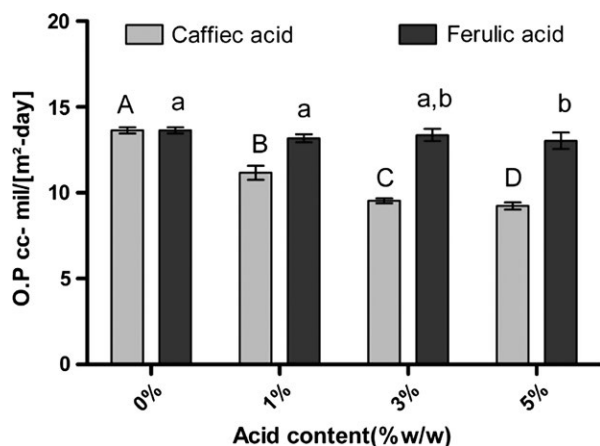 20
Caffiec acid
Ferulic acid
15
A
a
a
a,b
b
B
C
D
10
5
0
0%
1%
3%
5%
O.P cc- mil/[m²-day]
Acid content(%w/w)